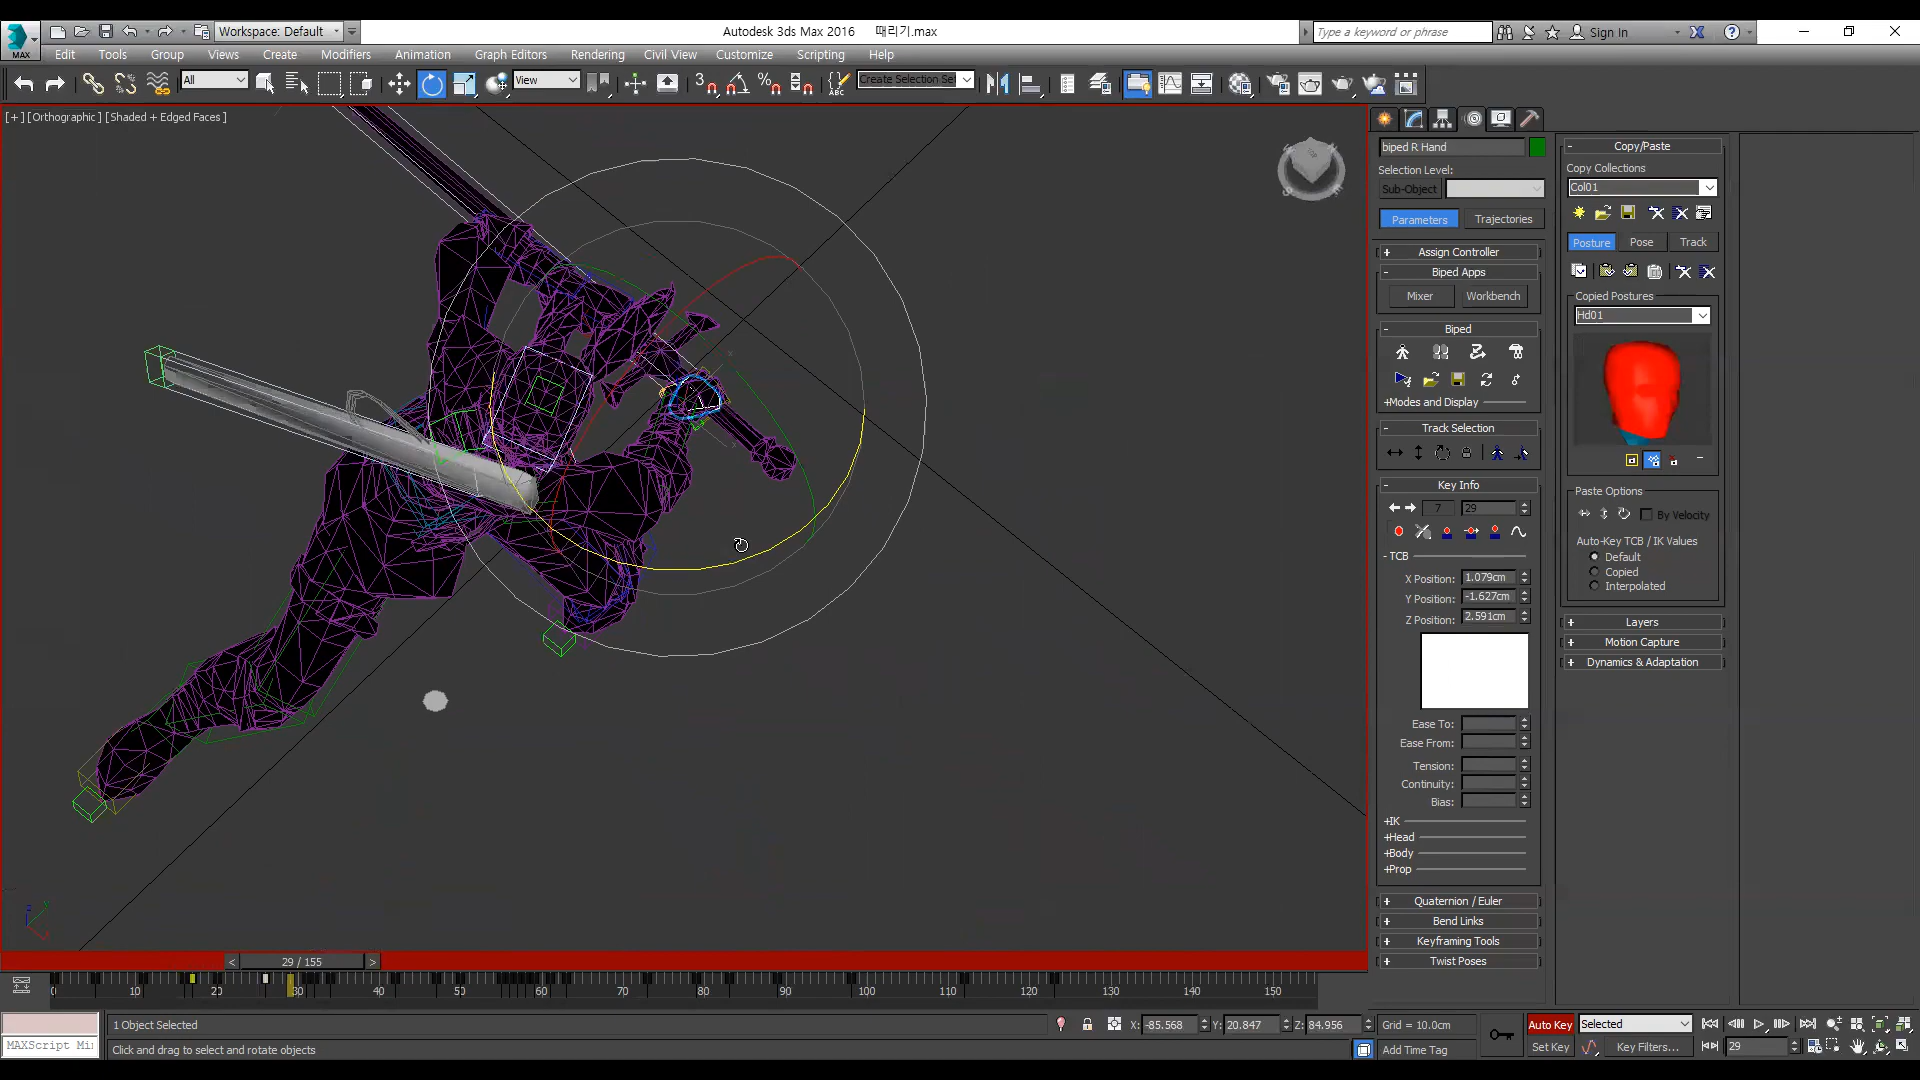 Workspace: Default
Autodesk 3ds Max 2016 때리기.max
Type a keyword or phrase
Sign In
MAX
Edit Tools Group Views Create Modifiers Animation Graph Editors Rendering Civil View Customize Scripting Help
All
View
Create Selection Se
[+] [Orthographic ] [Shaded + Edged Faces ]
biped R Hand
Selection Level:
Sub-Object
Parameters Trajectories
+ Assign Controller
- Biped Apps
Mixer Workbench
- Biped
+Modes and Display
- Track Selection
- Key Info
7 29
- TCB
X Position: 1.079cm
Y Position: -1.627cm
Z Position: 2.591cm
Ease To:
Ease From:
Tension:
Continuity:
Bias:
+IK
+Head
+Body
+Prop
+ Quaternion / Euler
+ Bend Links
+ Keyframing Tools
+ Twist Poses
- Copy/Paste
Copy Collections
Col01
Posture Pose Track
Copied Postures
Hd01
Paste Options
By Velocity
Auto-Key TCB / IK Values
Default
Copied
Interpolated
+ Layers
+ Motion Capture
+ Dynamics & Adaptation
< 29 / 155 >
0 10 20 30 40 50 60 70 80 90 100 110 120 130 140 150
1 Object Selected
X: -85.568 Y: 20.847 Z: 84.956 Grid = 10.0cm
Auto Key Selected
MAXScript Mi
Click and drag to select and rotate objects
Add Time Tag
Set Key Key Filters... 29